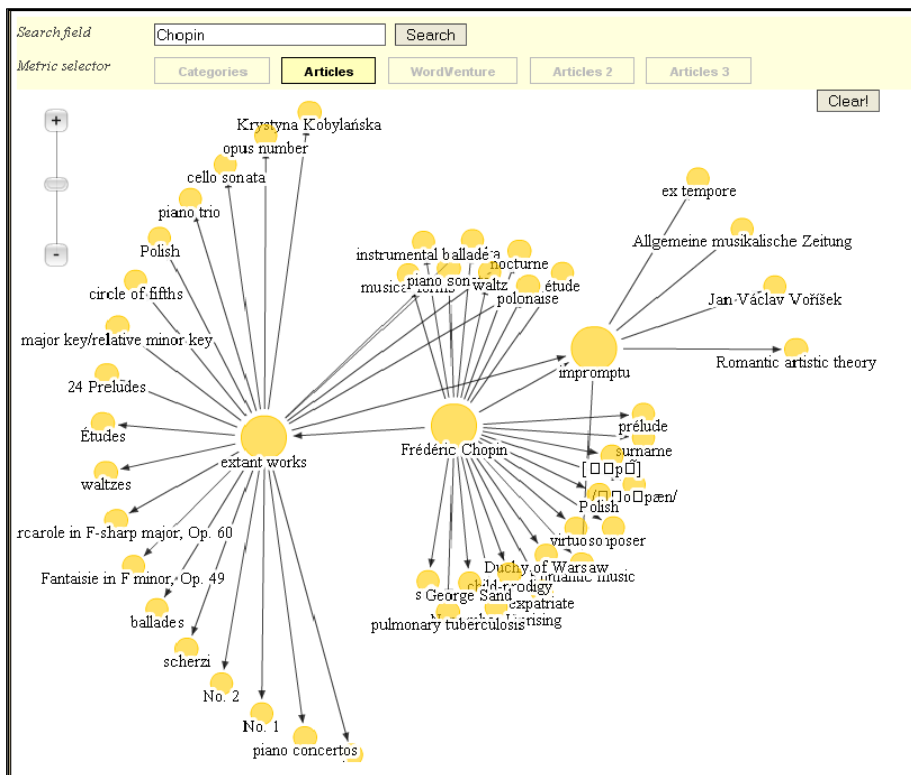 Search field
Chopin
Search
Metric selector
Categories
Articles
WordVenture
Articles 2
Articles 3
Clear!
+
-
Krystyna Kobylańska
opus number
cello sonata
piano trio
Polish
circle of fifths
major key/relative minor key
24 Preludes
Études
waltzes
rcarole in F-sharp major, Op. 60
Fantaisie in F minor, Op. 49
ballades
scherzi
No. 2
No. 1
piano concertos
extant works
instrumental ballade
nocturne
piano sonata
waltz
étude
polonaise
Frédéric Chopin
ex tempore
Allgemeine musikalische Zeitung
Jan Václav Voříšek
Romantic artistic theory
impromptu
prélude
surname
Polish
virtuoso
Duchy of Warsaw
child prodigy
George Sand
expatriate
pulmonary tuberculosis